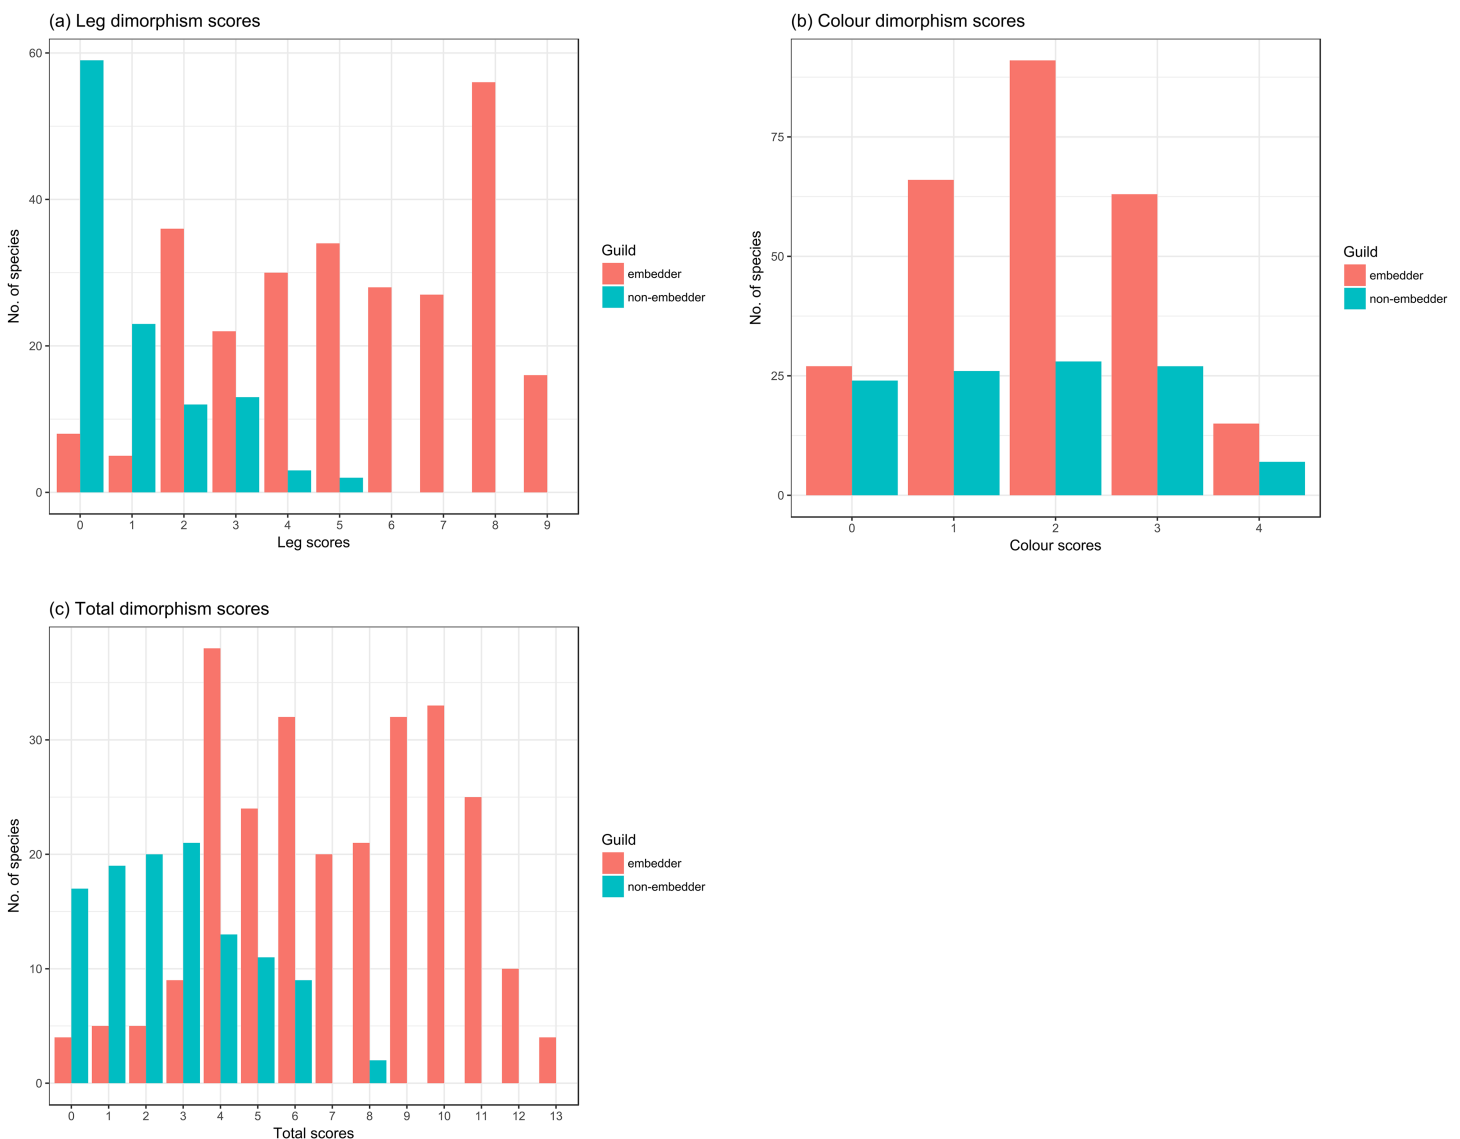 (a) Leg dimorphism scores
60
40
20
0
No. of species
0 1 2 3 4 5 6 7 8 9
Leg scores
Guild
embedder
non-embedder
(b) Colour dimorphism scores
75
50
25
0
No. of species
0 1 2 3 4
Colour scores
Guild
embedder
non-embedder
(c) Total dimorphism scores
30
20
10
0
No. of species
0 1 2 3 4 5 6 7 8 9 10 11 12 13
Total scores
Guild
embedder
non-embedder